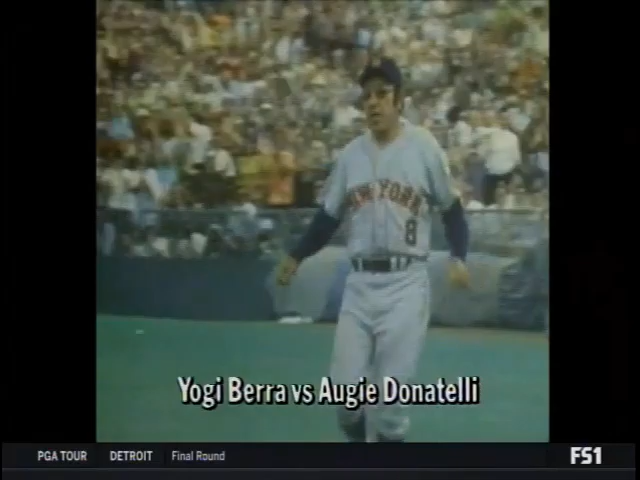 NEW YORK
8
Yogi Berra vs Augie Donatelli
PGA TOUR DETROIT Final Round FS1